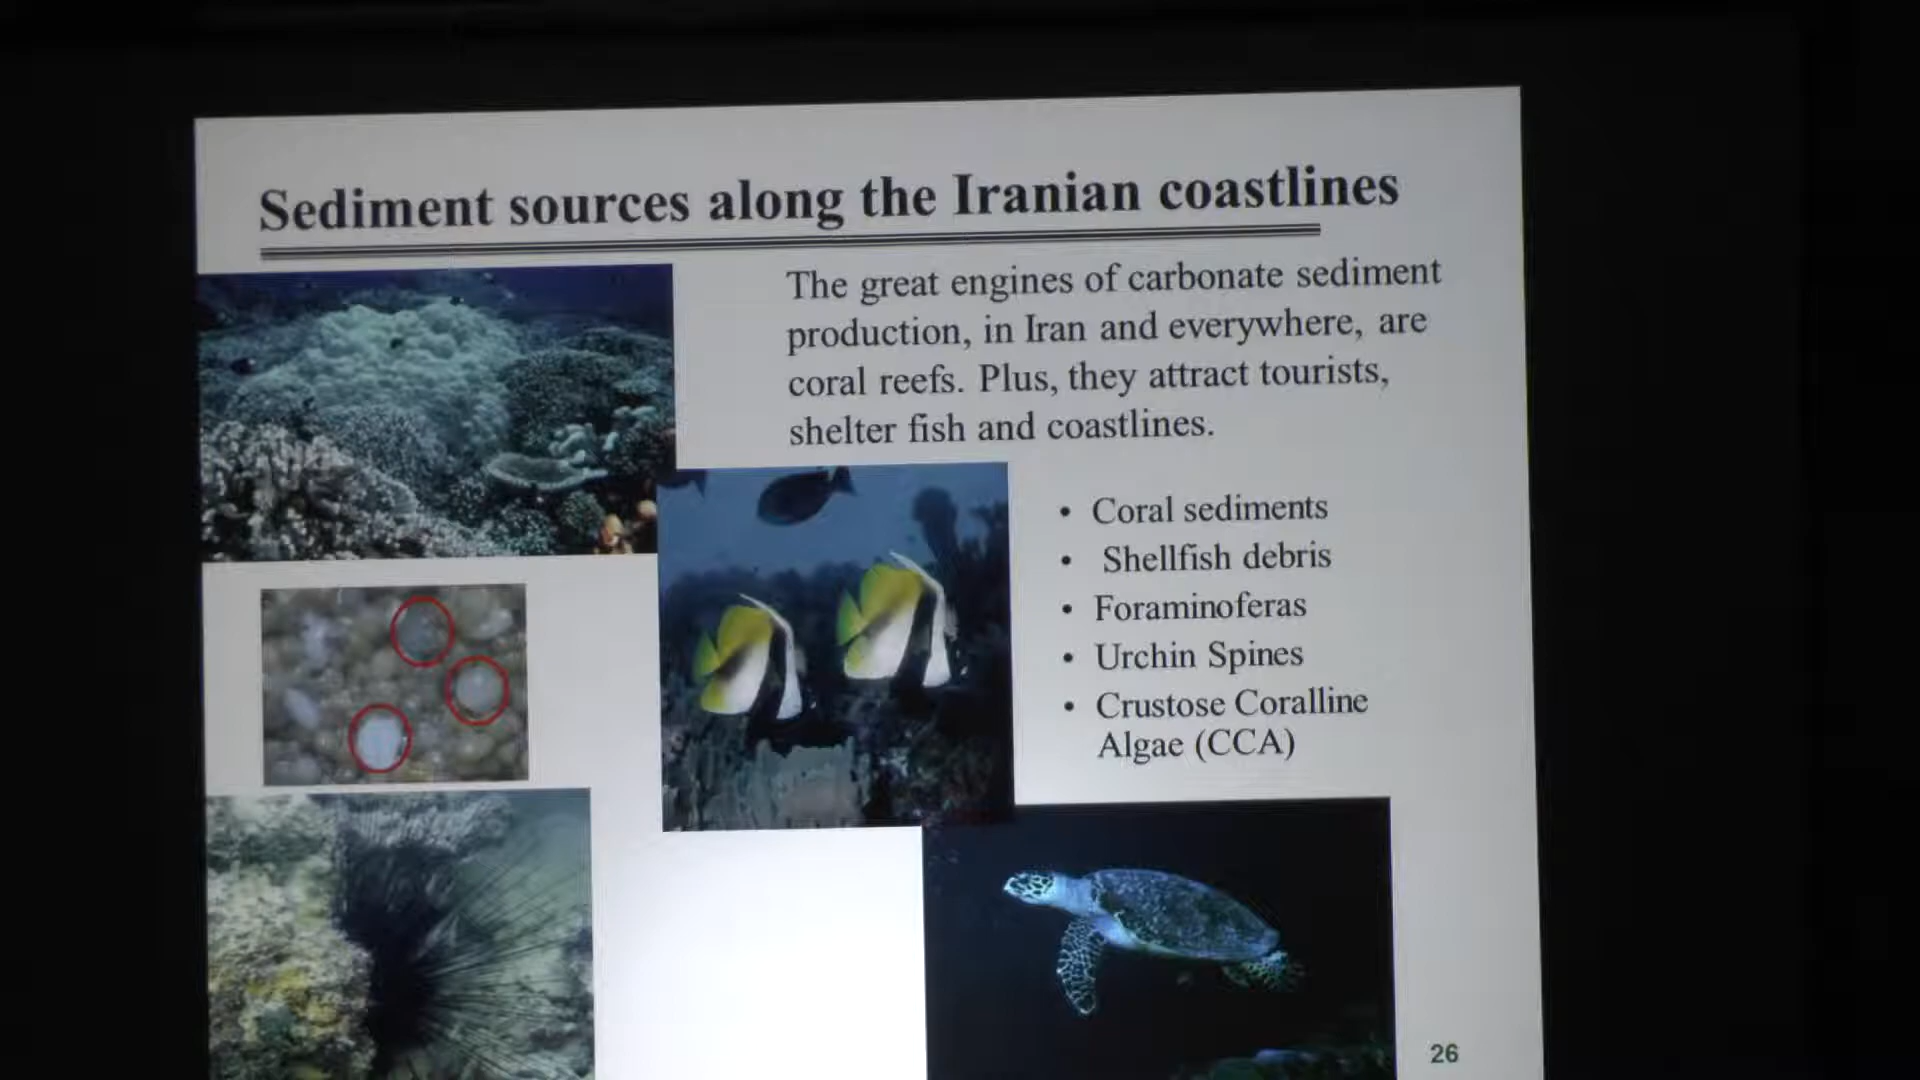 Sediment sources along the Iranian coastlines
The great engines of carbonate sediment
production, in Iran and everywhere, are
coral reefs. Plus, they attract tourists,
shelter fish and coastlines.
• Coral sediments
• Shellfish debris
• Foraminoferas
• Urchin Spines
• Crustose Coralline
Algae (CCA)
26